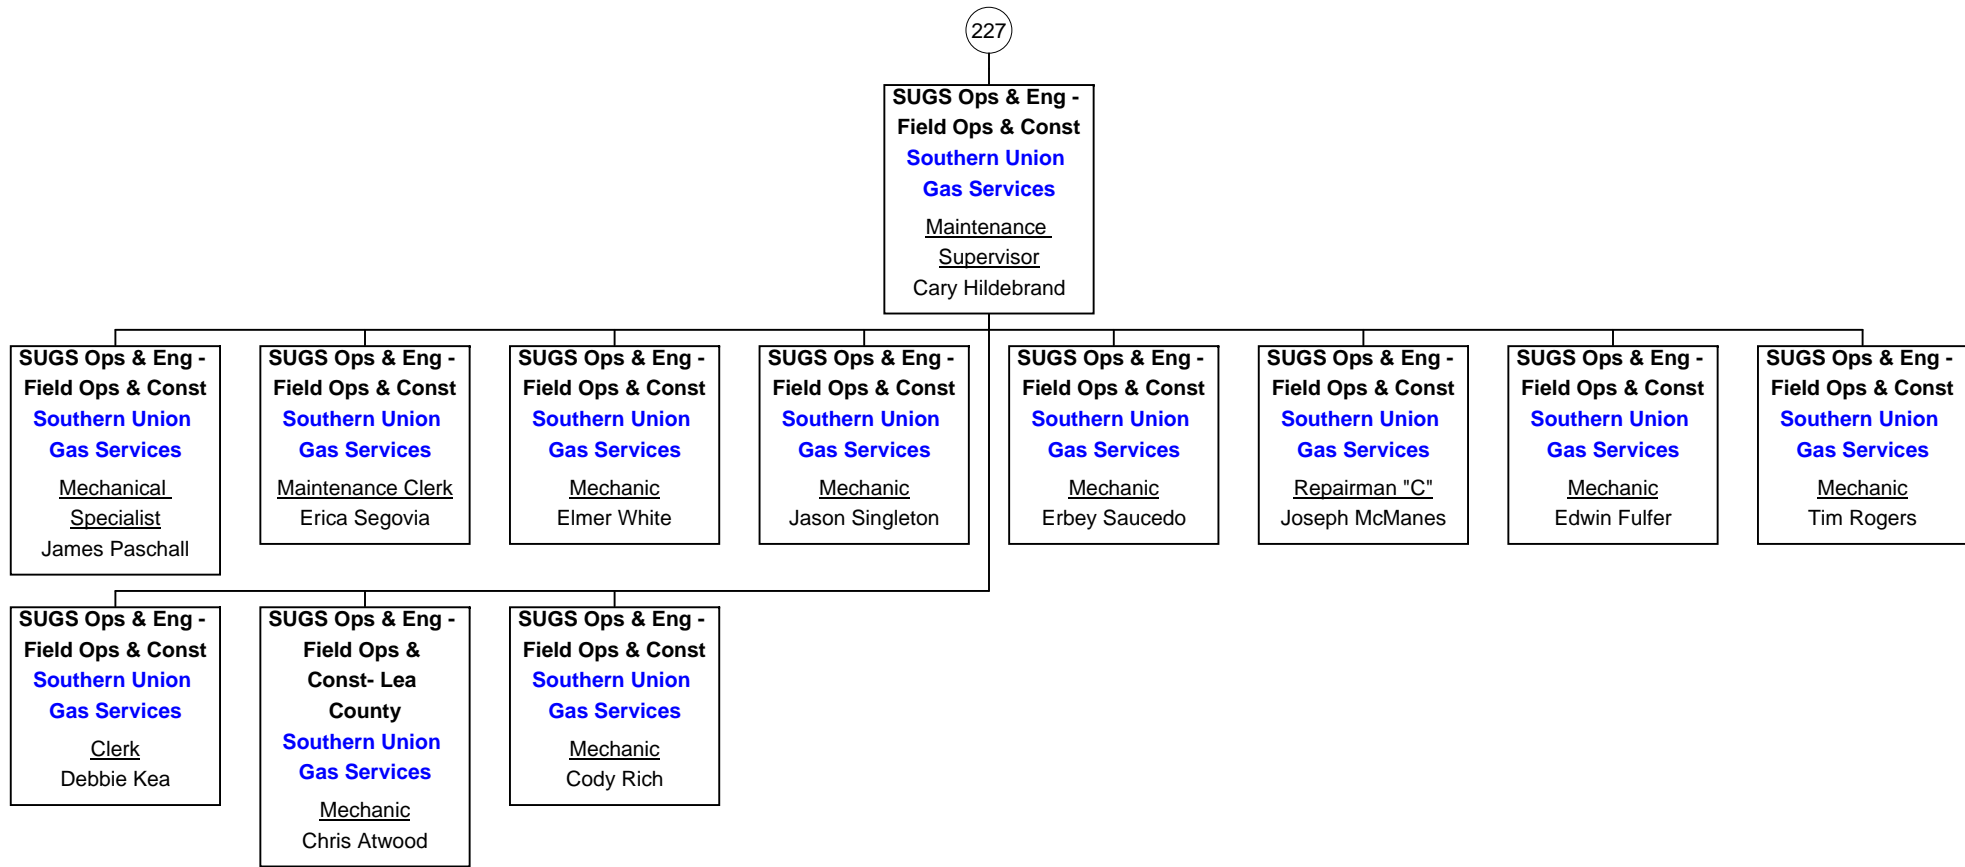 227
SUGS Ops & Eng -
Field Ops & Const
Southern Union
Gas Services
Maintenance
Supervisor
Cary Hildebrand
SUGS Ops & Eng -
Field Ops & Const
Southern Union
Gas Services
Mechanical
Specialist
James Paschall
SUGS Ops & Eng -
Field Ops & Const
Southern Union
Gas Services
Maintenance Clerk
Erica Segovia
SUGS Ops & Eng -
Field Ops & Const
Southern Union
Gas Services
Mechanic
Elmer White
SUGS Ops & Eng -
Field Ops & Const
Southern Union
Gas Services
Mechanic
Jason Singleton
SUGS Ops & Eng -
Field Ops & Const
Southern Union
Gas Services
Mechanic
Erbey Saucedo
SUGS Ops & Eng -
Field Ops & Const
Southern Union
Gas Services
Repairman "C"
Joseph McManes
SUGS Ops & Eng -
Field Ops & Const
Southern Union
Gas Services
Mechanic
Edwin Fulfer
SUGS Ops & Eng -
Field Ops & Const
Southern Union
Gas Services
Mechanic
Tim Rogers
SUGS Ops & Eng -
Field Ops & Const
Southern Union
Gas Services
Clerk
Debbie Kea
SUGS Ops & Eng -
Field Ops &
Const- Lea
County
Southern Union
Gas Services
Mechanic
Chris Atwood
SUGS Ops & Eng -
Field Ops & Const
Southern Union
Gas Services
Mechanic
Cody Rich